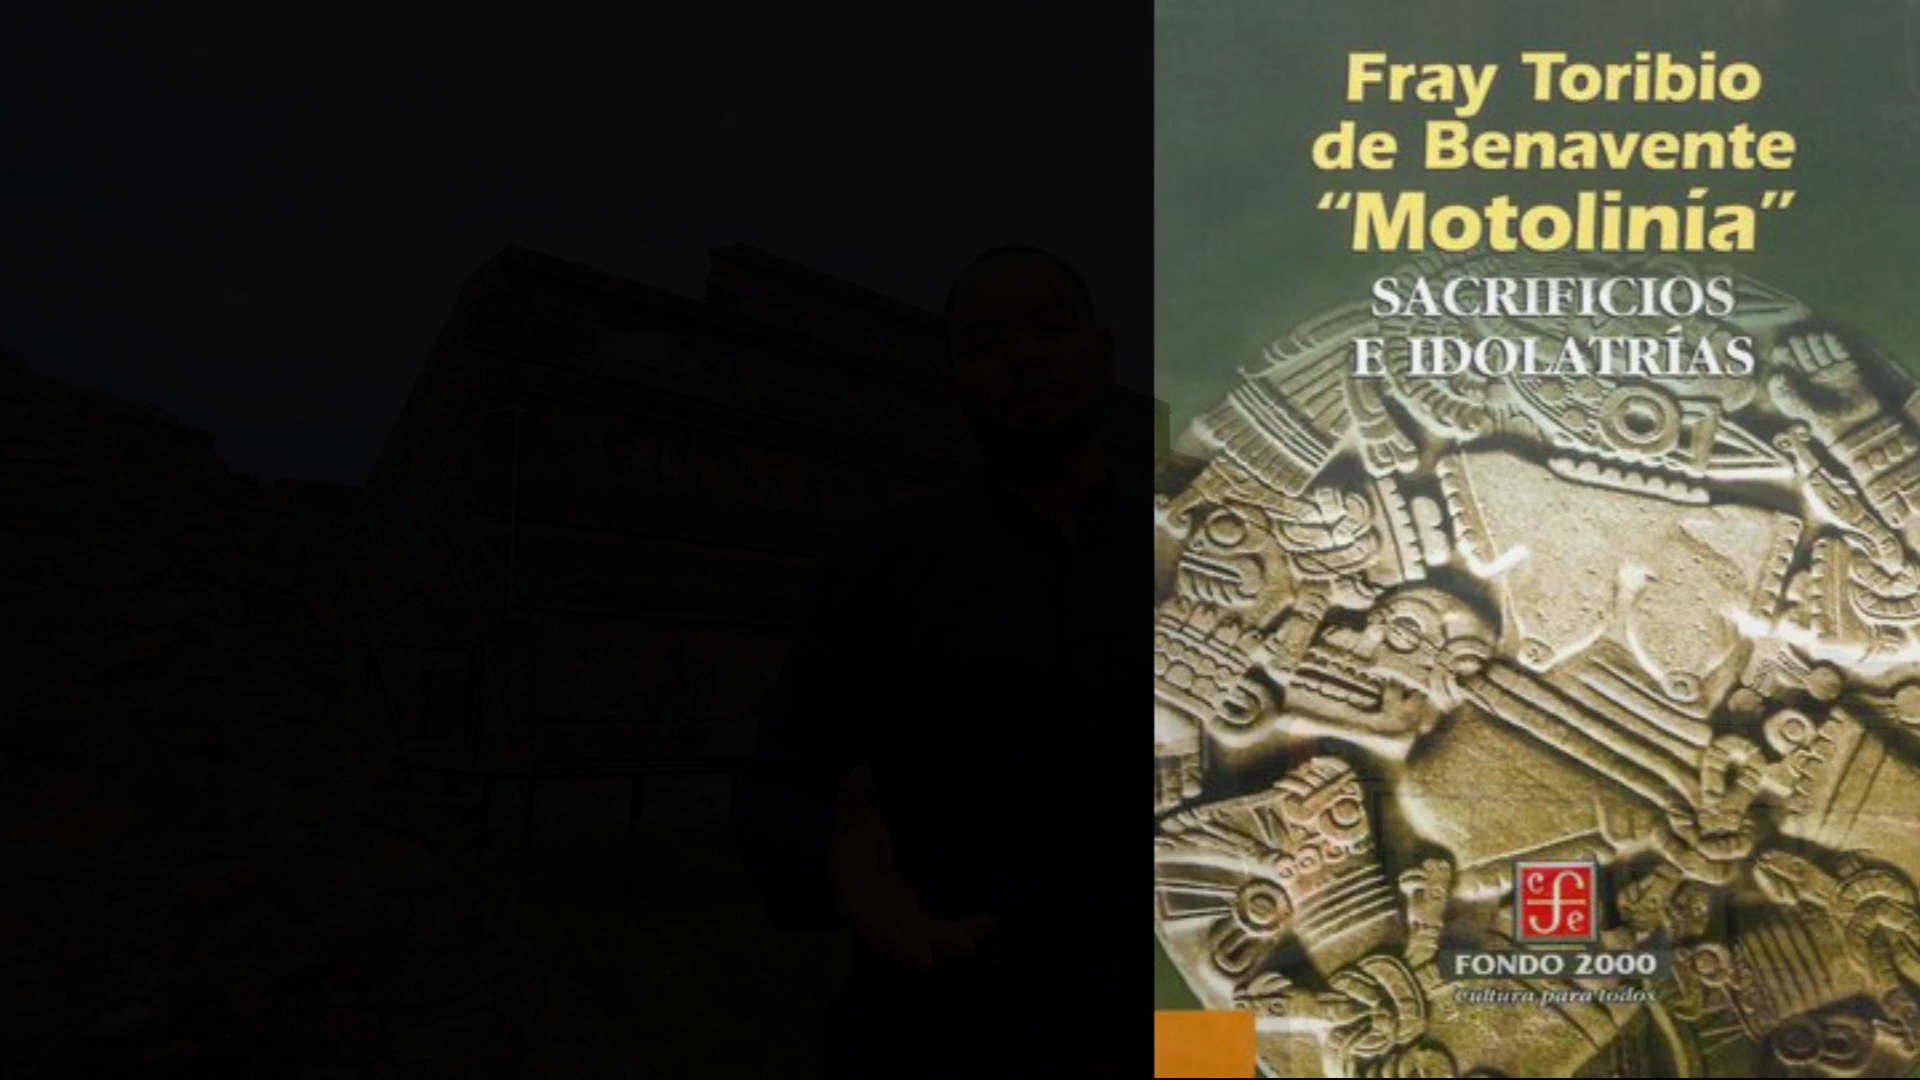 Fray Toribio
de Benavente
“Motolinía”
SACRIFICIOS
E IDOLATRÍAS
cfe
FONDO 2000
cultura para todos